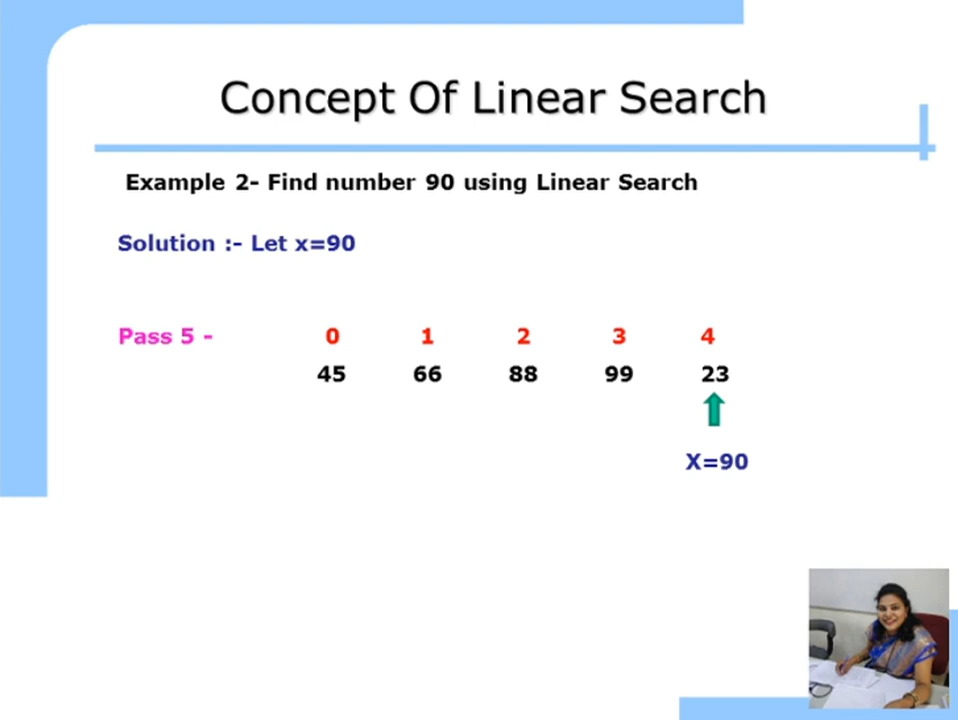 Concept Of Linear Search
Example 2- Find number 90 using Linear Search
Solution :- Let x=90
Pass 5 - 0 1 2 3 4
45 66 88 99 23
X=90